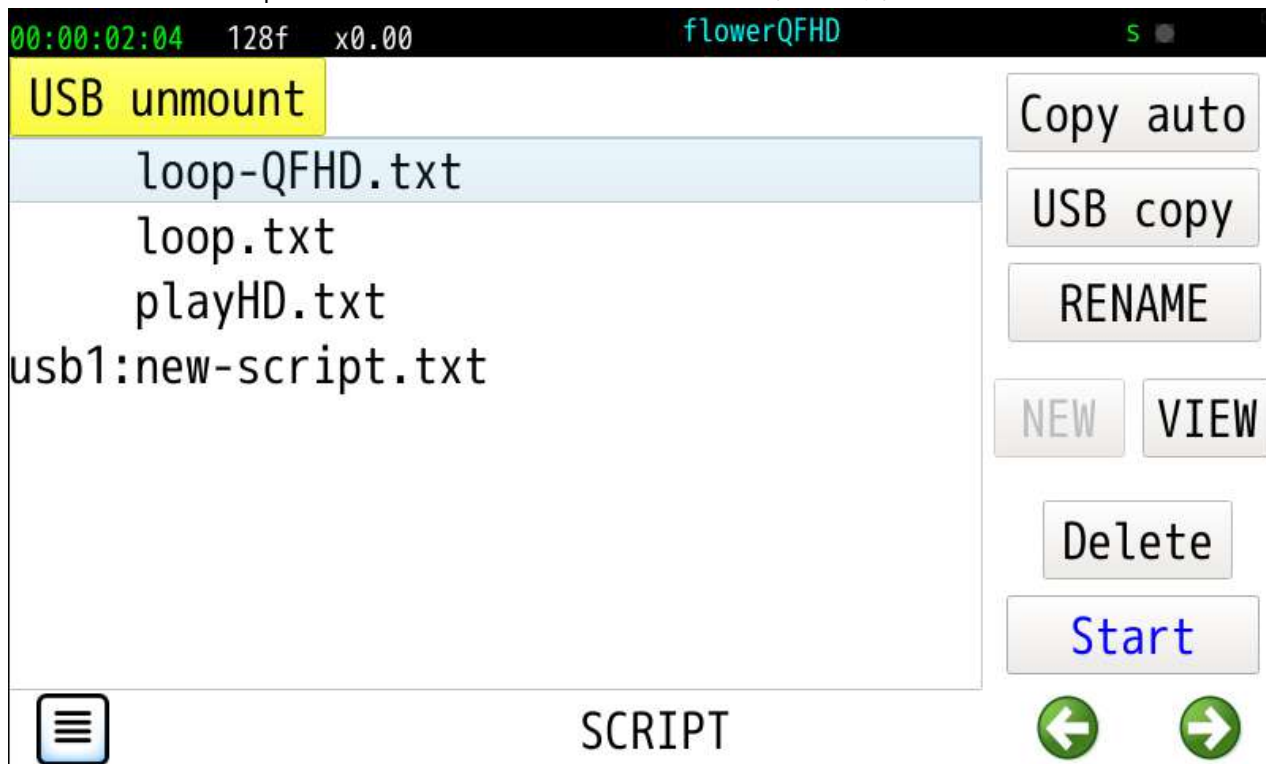 00:00:02:04 128f x0.00 flowerQFHD S
USB unmount
loop-QFHD.txt
loop.txt
playHD.txt
usb1:new-script.txt
Copy auto
USB copy
RENAME
NEW VIEW
Delete
Start
SCRIPT